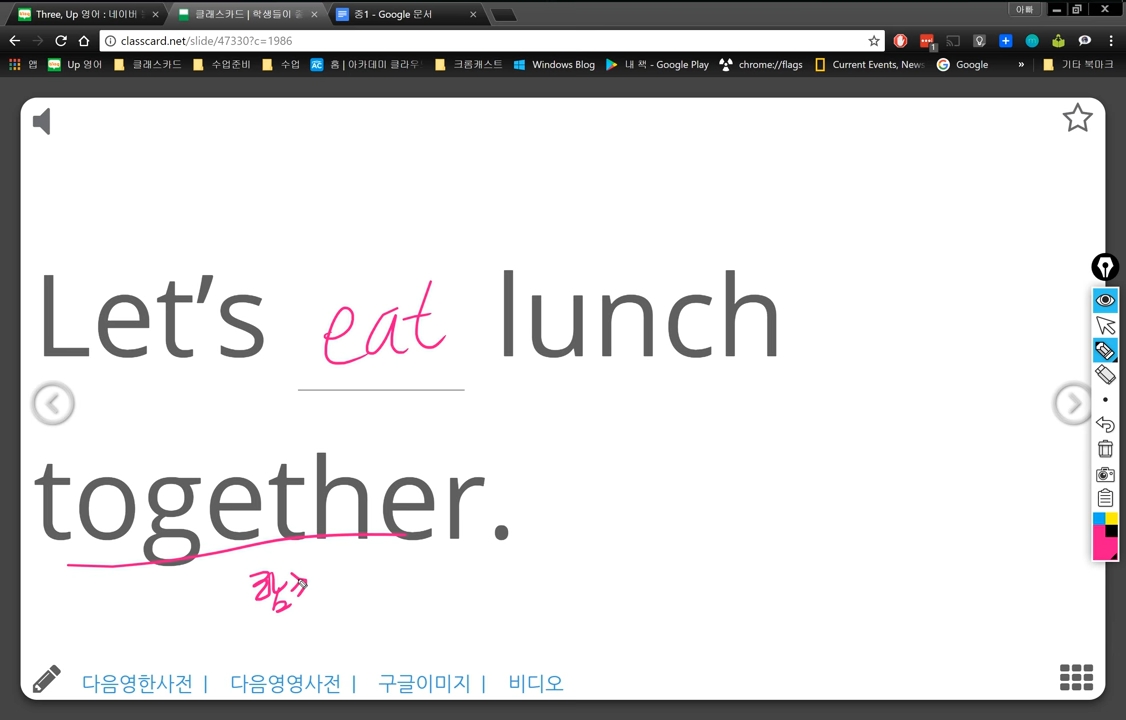 Three, Up 영어 : 네이버
클래스카드 | 학생들이 줄
중1 - Google 문서
아빠
classcard.net/slide/47330?c=1986
1
앱
Up 영어
클래스카드
수업준비
수업
홈 | 아카데미 클라우
크롬캐스트
Windows Blog
내 책 - Google Play
chrome://flags
Current Events, News
Google
»
기타 북마크
Let's eat lunch
together.
다음영한사전 | 다음영영사전 | 구글이미지 | 비디오